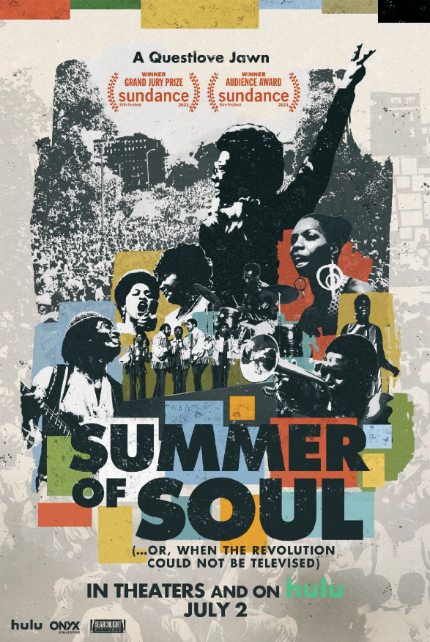 A Questlove Jawn
WINNER
GRAND JURY PRIZE
sundance
film festival 2021
WINNER
AUDIENCE AWARD
sundance
film festival 2021
SUMMER
OF SOUL
(...OR, WHEN THE REVOLUTION
COULD NOT BE TELEVISED)
IN THEATERS AND ON hulu
JULY 2
hulu ONYX
COLLECTIVE
SEARCHLIGHT